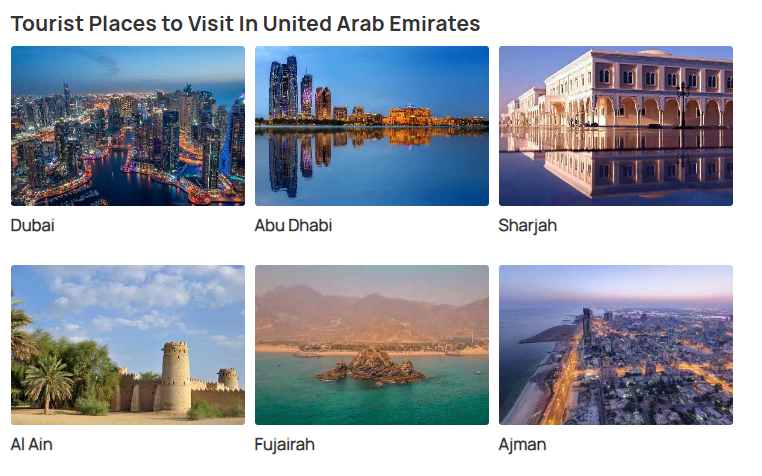 Tourist Places to Visit In United Arab Emirates
Dubai
Abu Dhabi
Sharjah
Al Ain
Fujairah
Ajman